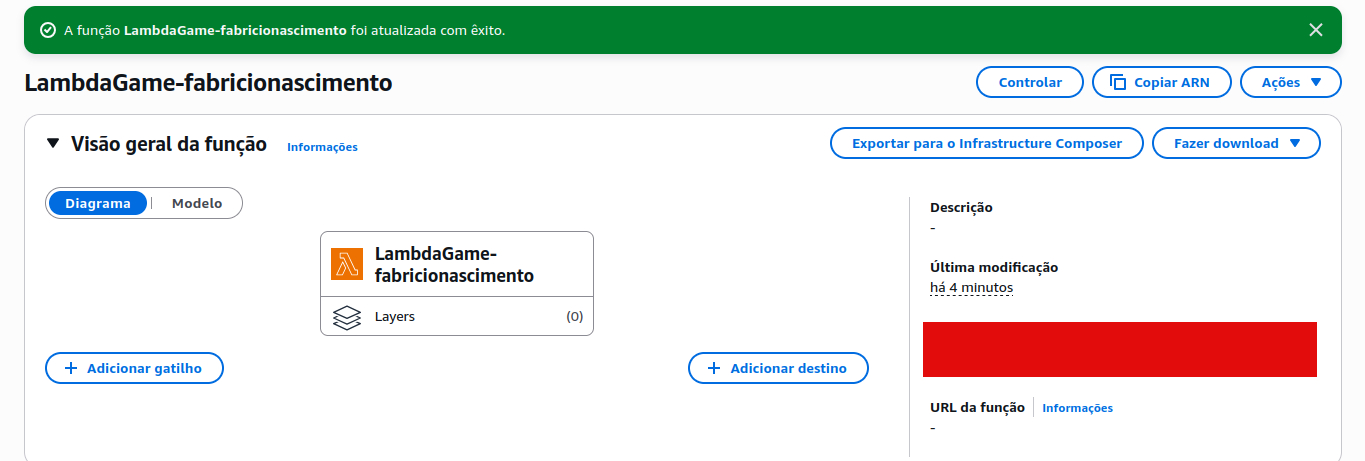 A função LambdaGame-fabricionascimento foi atualizada com êxito.
LambdaGame-fabricionascimento
Controlar
Copiar ARN
Ações
Visão geral da função
Informações
Exportar para o Infrastructure Composer
Fazer download
Diagrama
Modelo
LambdaGame-
fabricionascimento
Layers
(0)
Adicionar gatilho
Adicionar destino
Descrição
-
Última modificação
há 4 minutos
URL da função
Informações
-